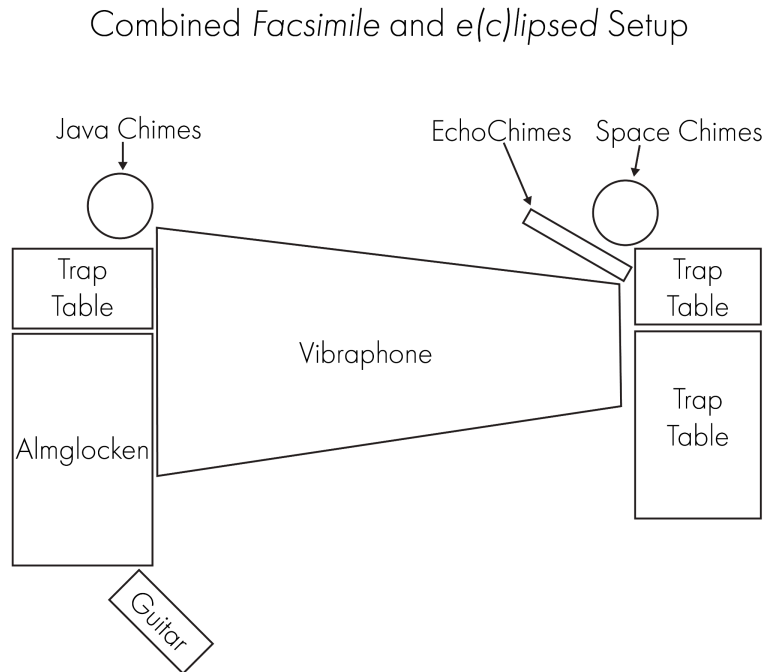 Combined Facsimile and e(c)lipsed Setup
Java Chimes
EchoChimes
Space Chimes
Trap
Table
Trap
Table
Vibraphone
Almglocken
Trap
Table
Guitar